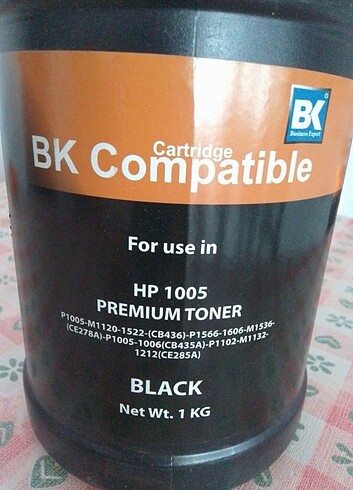 BK
Business Expert
Cartridge
BK Compatible
For use in
HP 1005
PREMIUM TONER
P1005-M1120-1522-(CB436)-P1566-1606-M1536-
(CE278A)-P1005-1006(CB435A)-P1102-M1132-
1212(CE285A)
BLACK
Net Wt. 1 KG